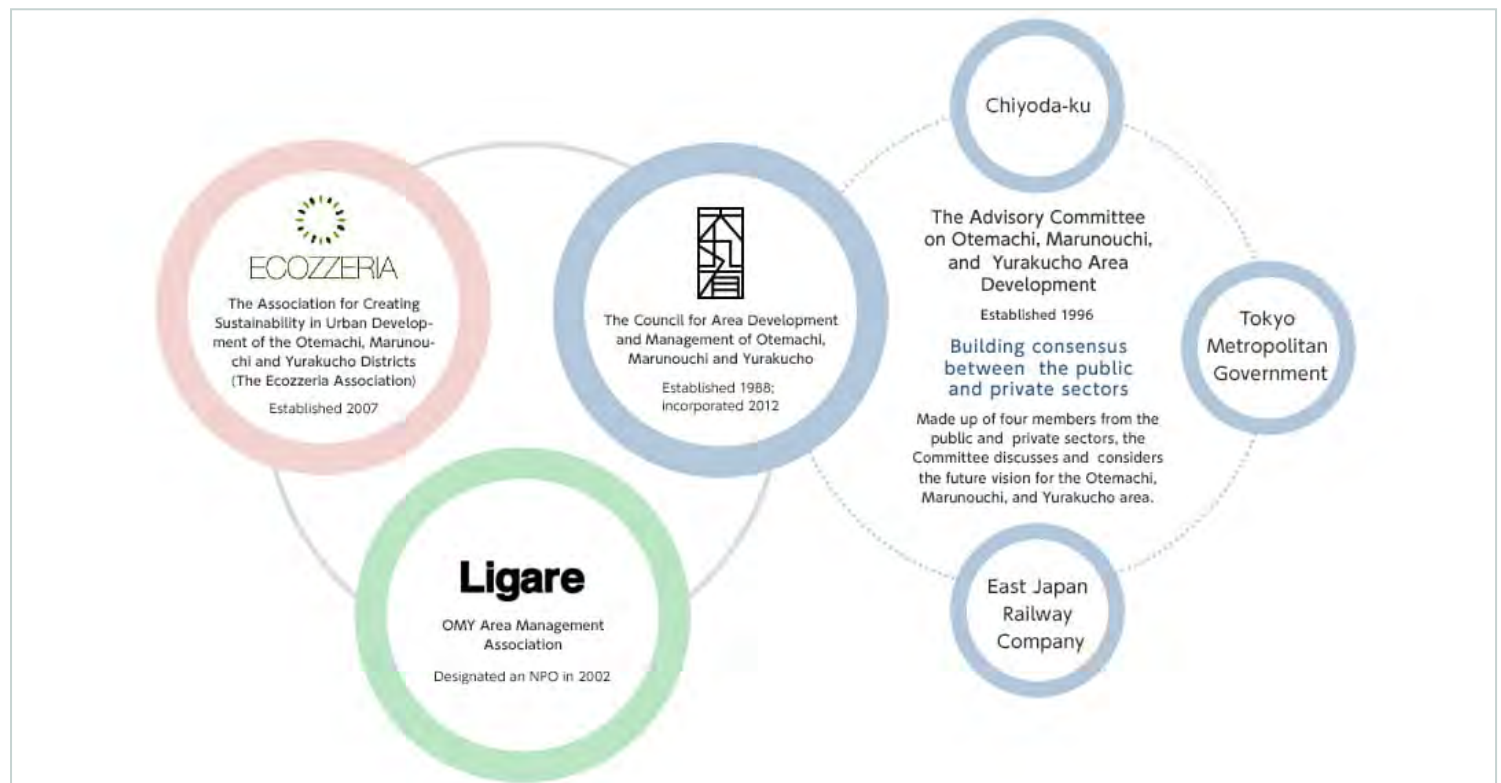 ECOZZERIA
The Association for Creating
Sustainability in Urban Develop-
ment of the Otemachi, Marunou-
chi and Yurakucho Districts
(The Ecozzeria Association)
Established 2007
The Council for Area Development
and Management of Otemachi,
Marunouchi and Yurakucho
Established 1988;
incorporated 2012
Ligare
OMY Area Management
Association
Designated an NPO in 2002
Chiyoda-ku
The Advisory Committee
on Otemachi, Marunouchi,
and Yurakucho Area
Development
Established 1996
Building consensus
between the public
and private sectors
Made up of four members from the
public and private sectors, the
Committee discusses and considers
the future vision for the Otemachi,
Marunouchi, and Yurakucho area.
Tokyo
Metropolitan
Government
East Japan
Railway
Company